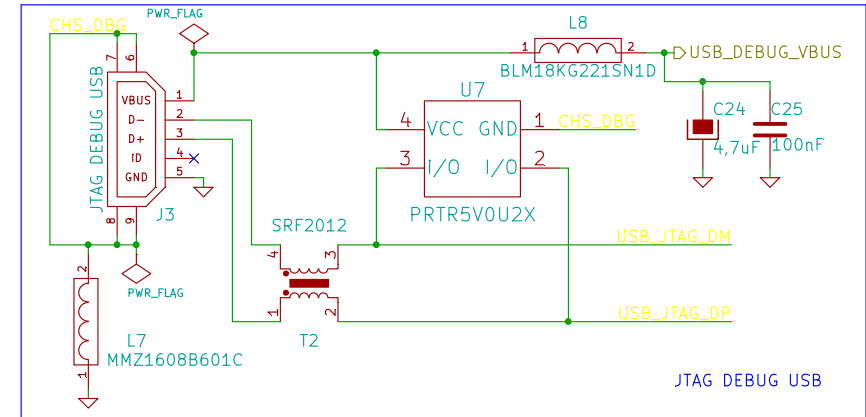 CHS_DBG
PWR_FLAG
7
6
JTAG DEBUG USB
VBUS 1
D- 2
D+ 3
ID 4
GND 5
8
9
J3
PWR_FLAG
2
L7
MMZ1608B601C
1
SRF2012
4
3
1
2
T2
L8
1
2
BLM18KG221SN1D
USB_DEBUG_VBUS
U7
4 VCC GND 1
CHS_DBG
3 I/O I/O 2
PRTR5V0U2X
C24
4,7uF
C25
100nF
USB_JTAG_DM
USB_JTAG_DP
JTAG DEBUG USB